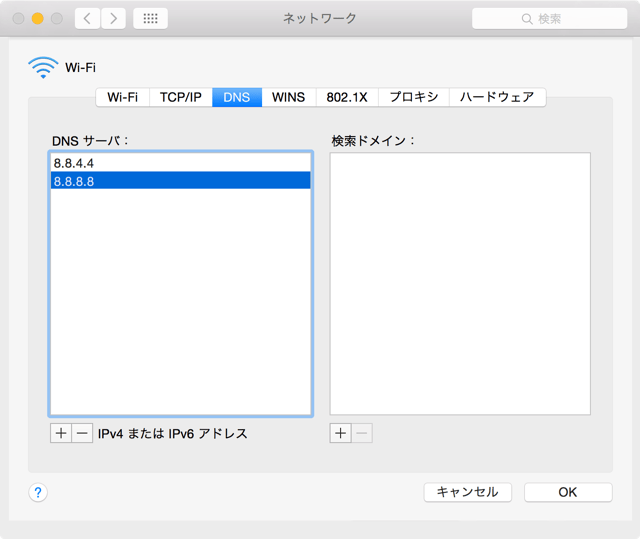 ネットワーク
検索
Wi-Fi
Wi-Fi TCP/IP DNS WINS 802.1X プロキシ ハードウェア
DNS サーバ： 検索ドメイン：
8.8.4.4
8.8.8.8
+ − IPv4 または IPv6 アドレス + −
? キャンセル OK